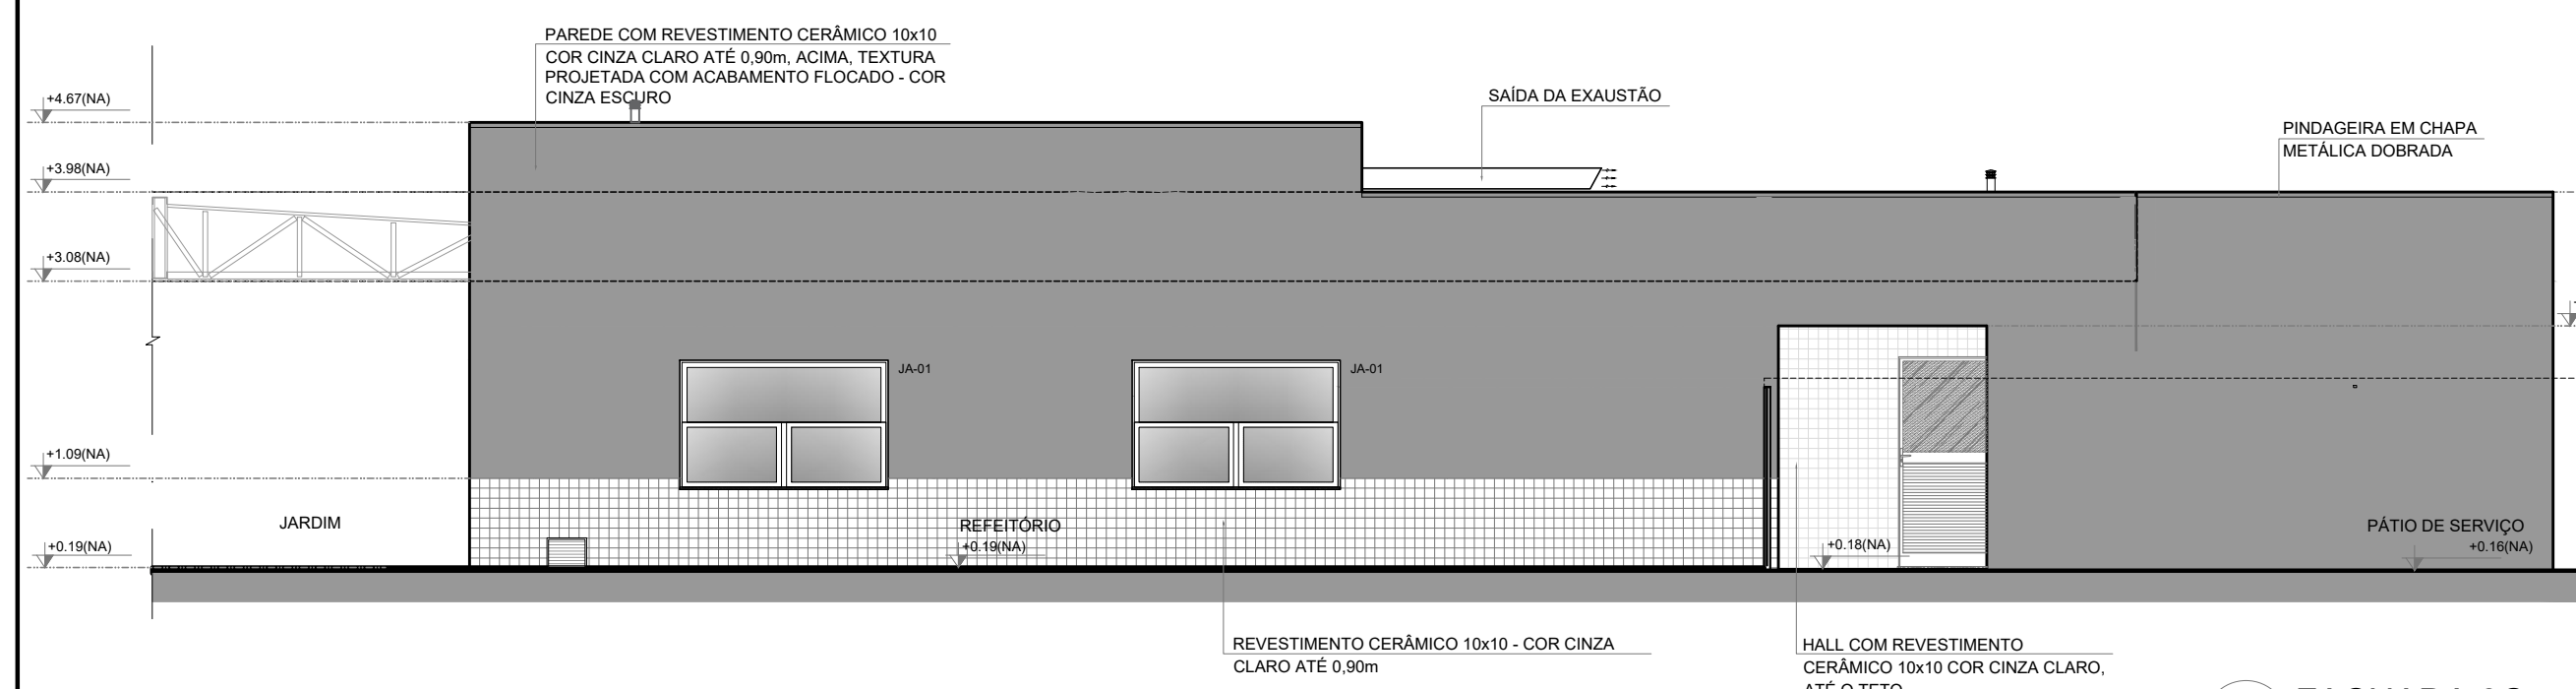 PAREDE COM REVESTIMENTO CERÂMICO 10x10
COR CINZA CLARO ATÉ 0,90m, ACIMA, TEXTURA
PROJETADA COM ACABAMENTO FLOCADO - COR
CINZA ESCURO
+4.67(NA)
SAÍDA DA EXAUSTÃO
PINDAGEIRA EM CHAPA
METÁLICA DOBRADA
+3.98(NA)
+3.08(NA)
JA-01
JA-01
+1.09(NA)
JARDIM
REFEITÓRIO
+0.19(NA)
PÁTIO DE SERVIÇO
+0.19(NA)
+0.18(NA)
+0.16(NA)
REVESTIMENTO CERÂMICO 10x10 - COR CINZA
CLARO ATÉ 0,90m
HALL COM REVESTIMENTO
CERÂMICO 10x10 COR CINZA CLARO,
ATÉ O TETO